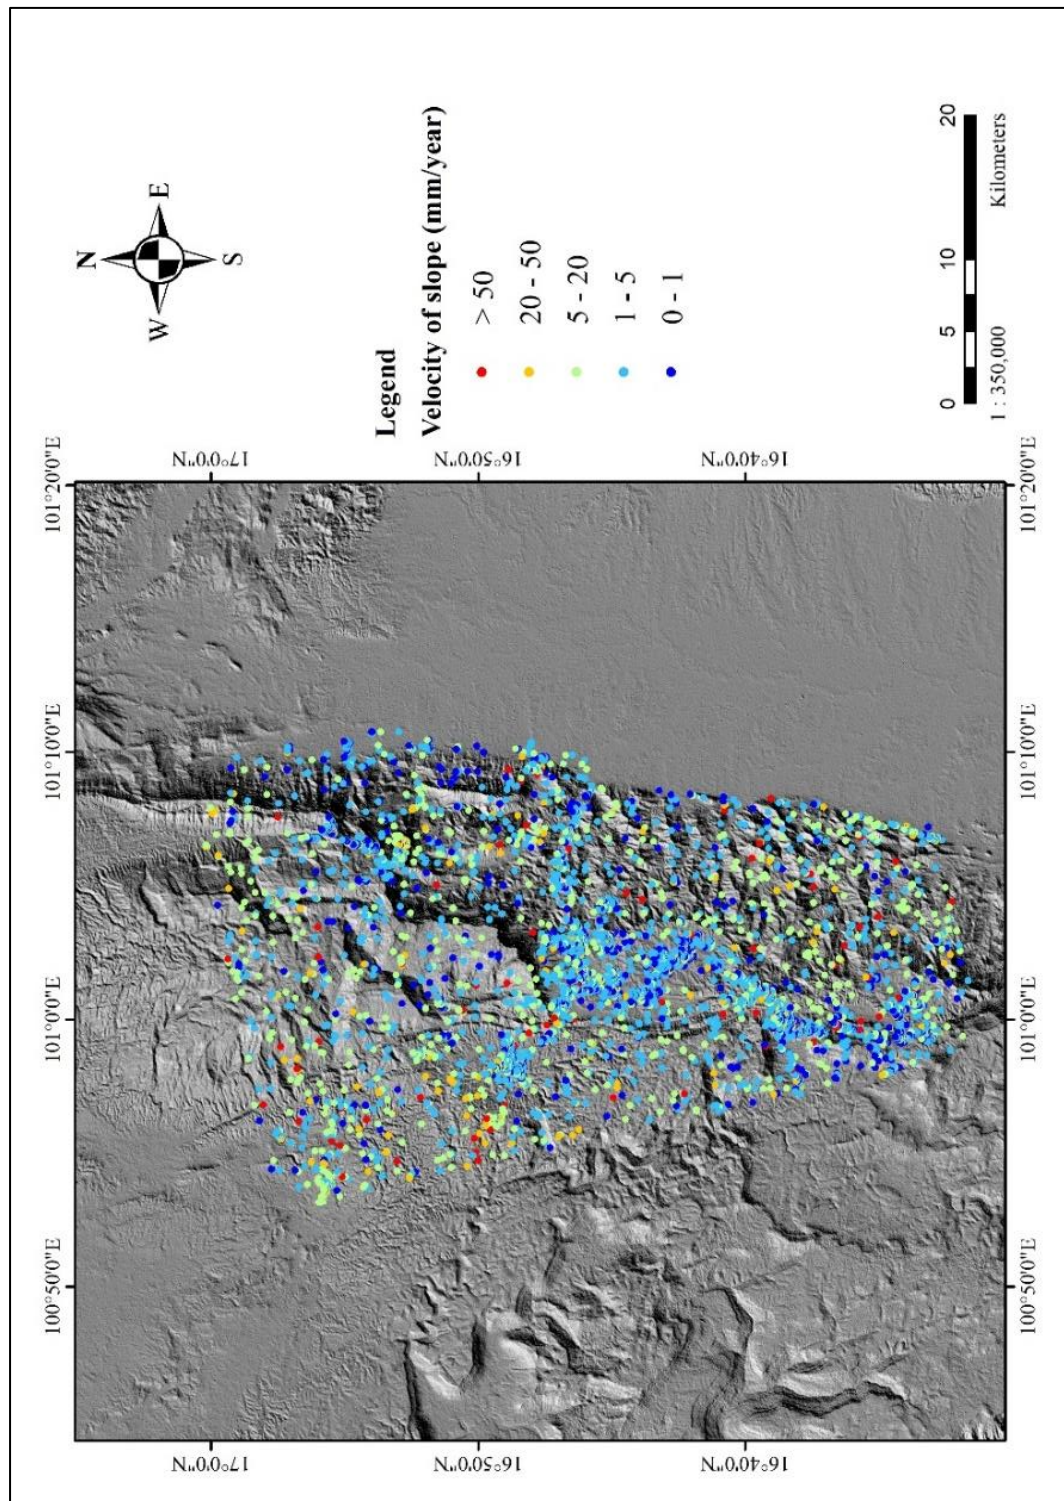 100°50'0"E 101°0'0"E 101°10'0"E 101°20'0"E
N
W E
S
17°0'0"N 17°0'0"N
16°50'0"N 16°50'0"N
16°40'0"N 16°40'0"N
Legend
Velocity of slope (mm/year)
> 50
20 - 50
5 - 20
1 - 5
0 - 1
0 5 10 20
1 : 350,000 Kilometers
100°50'0"E 101°0'0"E 101°10'0"E 101°20'0"E